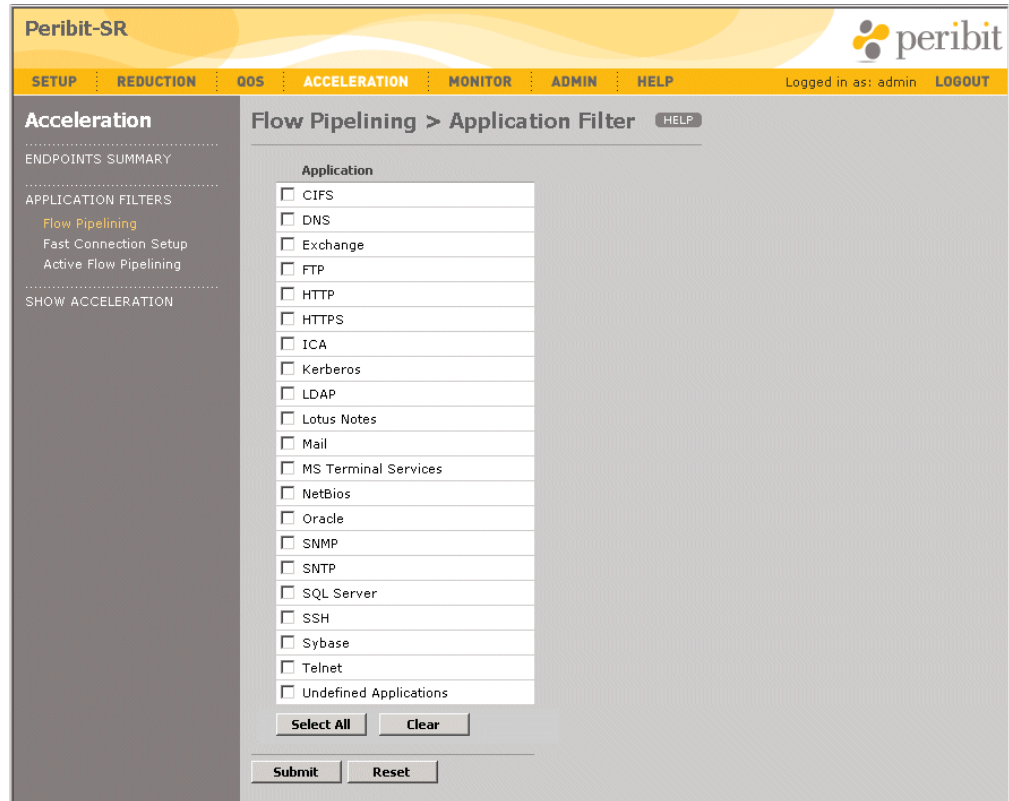 Peribit-SR
peribit
SETUP REDUCTION QOS ACCELERATION MONITOR ADMIN HELP Logged in as: admin LOGOUT
Acceleration
ENDPOINTS SUMMARY
APPLICATION FILTERS
Flow Pipelining
Fast Connection Setup
Active Flow Pipelining
SHOW ACCELERATION
Flow Pipelining > Application Filter HELP
Application
CIFS
DNS
Exchange
FTP
HTTP
HTTPS
ICA
Kerberos
LDAP
Lotus Notes
Mail
MS Terminal Services
NetBios
Oracle
SNMP
SNTP
SQL Server
SSH
Sybase
Telnet
Undefined Applications
Select All Clear
Submit Reset